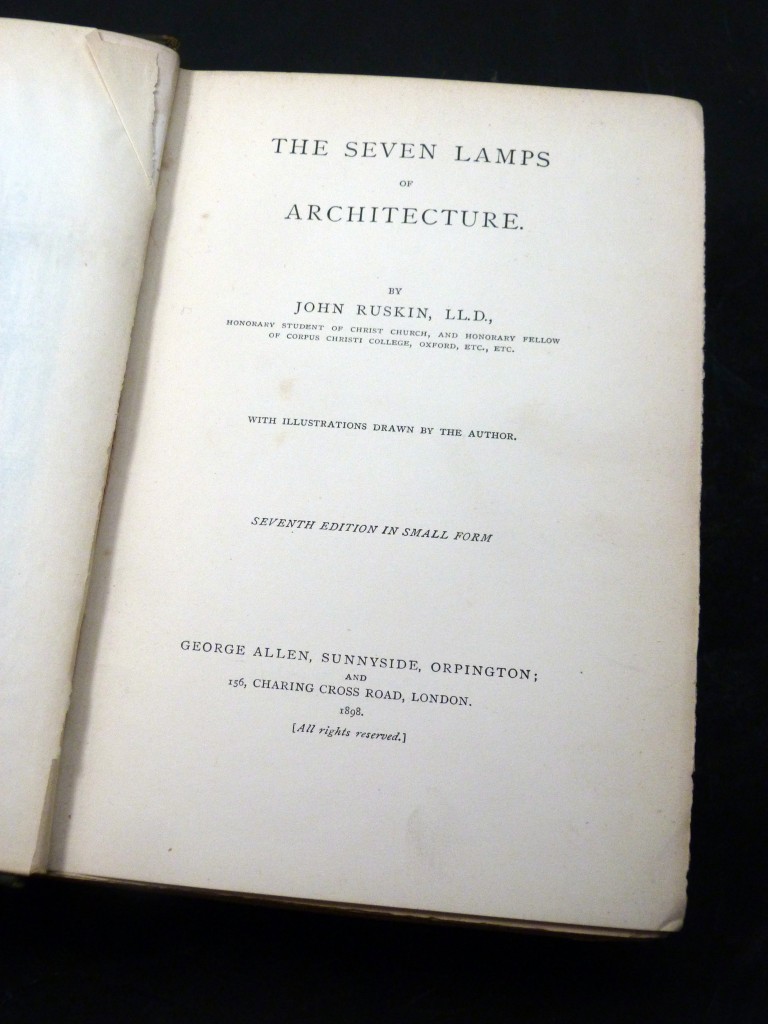 THE SEVEN LAMPS
OF
ARCHITECTURE.
BY
JOHN RUSKIN, LL.D.,
HONORARY STUDENT OF CHRIST CHURCH, AND HONORARY FELLOW
OF CORPUS CHRISTI COLLEGE, OXFORD, ETC., ETC.
WITH ILLUSTRATIONS DRAWN BY THE AUTHOR.
SEVENTH EDITION IN SMALL FORM
GEORGE ALLEN, SUNNYSIDE, ORPINGTON;
AND
156, CHARING CROSS ROAD, LONDON.
1898.
[All rights reserved.]